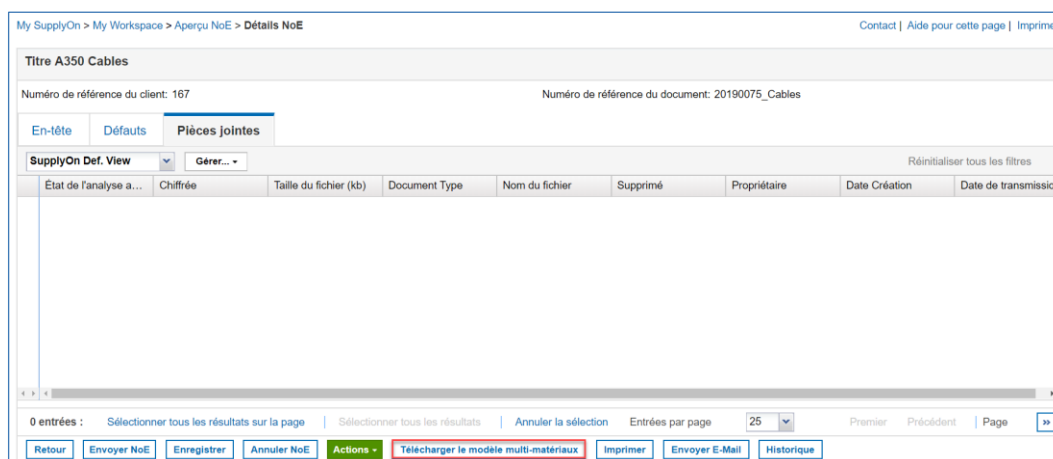 My SupplyOn > My Workspace > Aperçu NoE > Détails NoE Contact | Aide pour cette page | Imprime
Titre A350 Cables
Numéro de référence du client: 167 Numéro de référence du document: 20190075_Cables
En-tête Défauts Pièces jointes
SupplyOn Def. View Gérer... Réinitialiser tous les filtres
État de l'analyse a... Chiffrée Taille du fichier (kb) Document Type Nom du fichier Supprimé Propriétaire Date Création Date de transmissio
0 entrées : Sélectionner tous les résultats sur la page | Sélectionner tous les résultats | Annuler la sélection Entrées par page 25 Premier Précédent | Page »
Retour Envoyer NoE Enregistrer Annuler NoE Actions Télécharger le modèle multi-matériaux Imprimer Envoyer E-Mail Historique